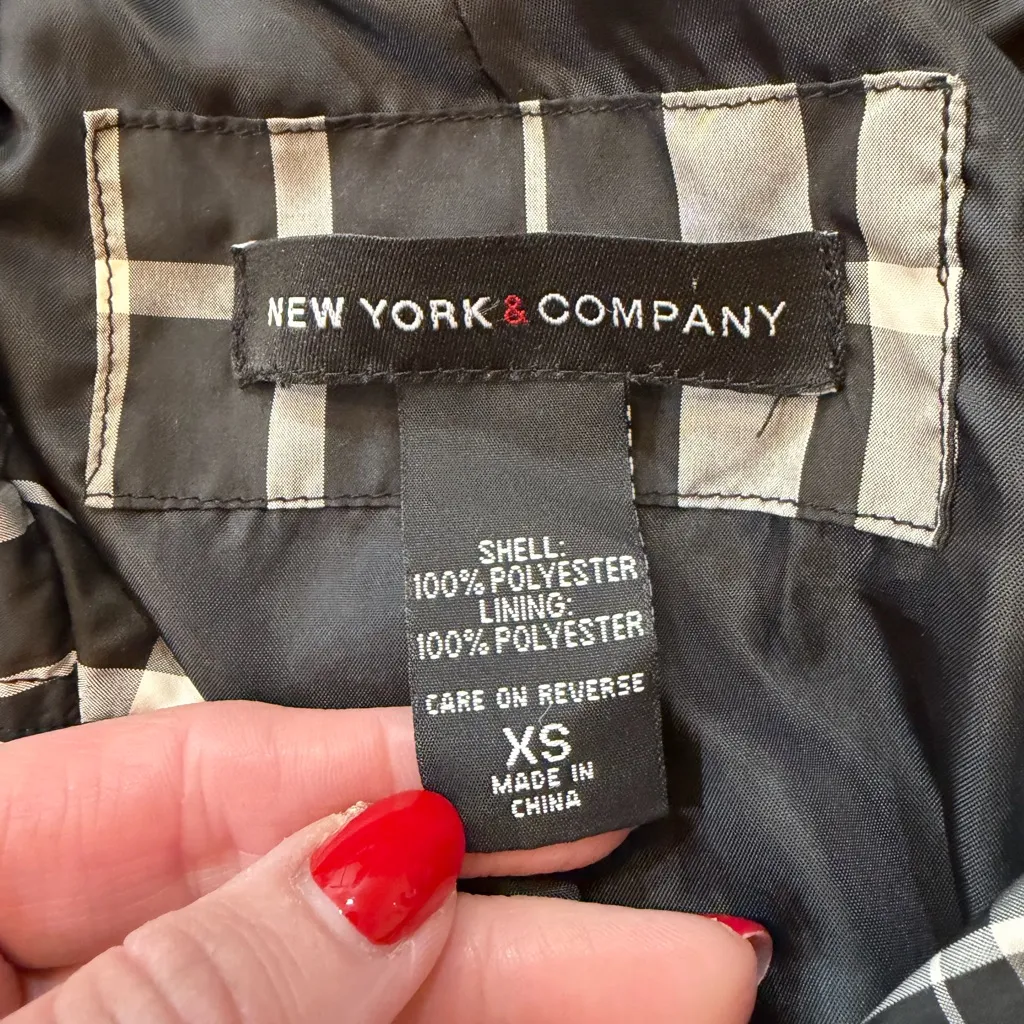 NEW YORK & COMPANY
SHELL:
100% POLYESTER
LINING:
100% POLYESTER
CARE ON REVERSE
XS
MADE IN
CHINA